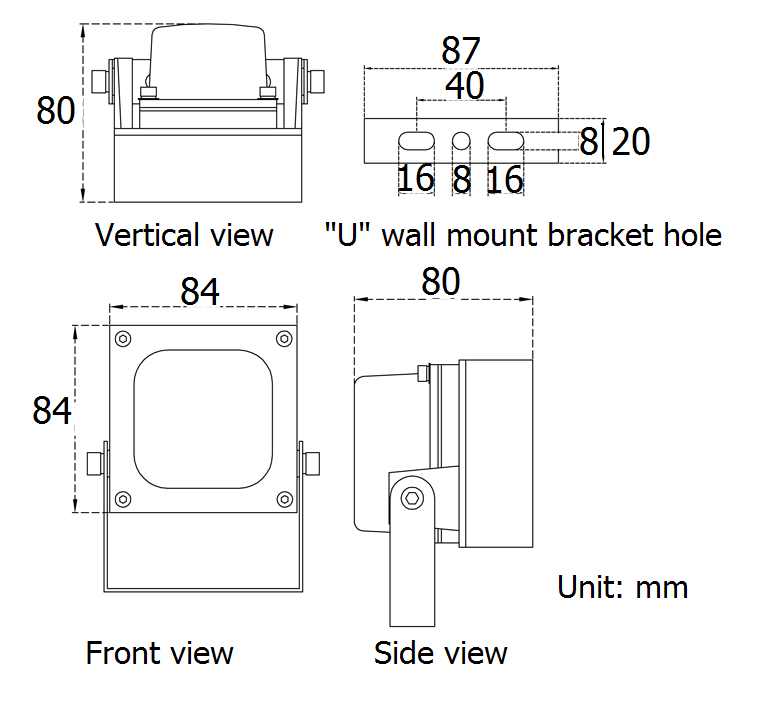 80
87
40
8 20
16 8 16
Vertical view
"U" wall mount bracket hole
84
80
84
Unit: mm
Front view
Side view